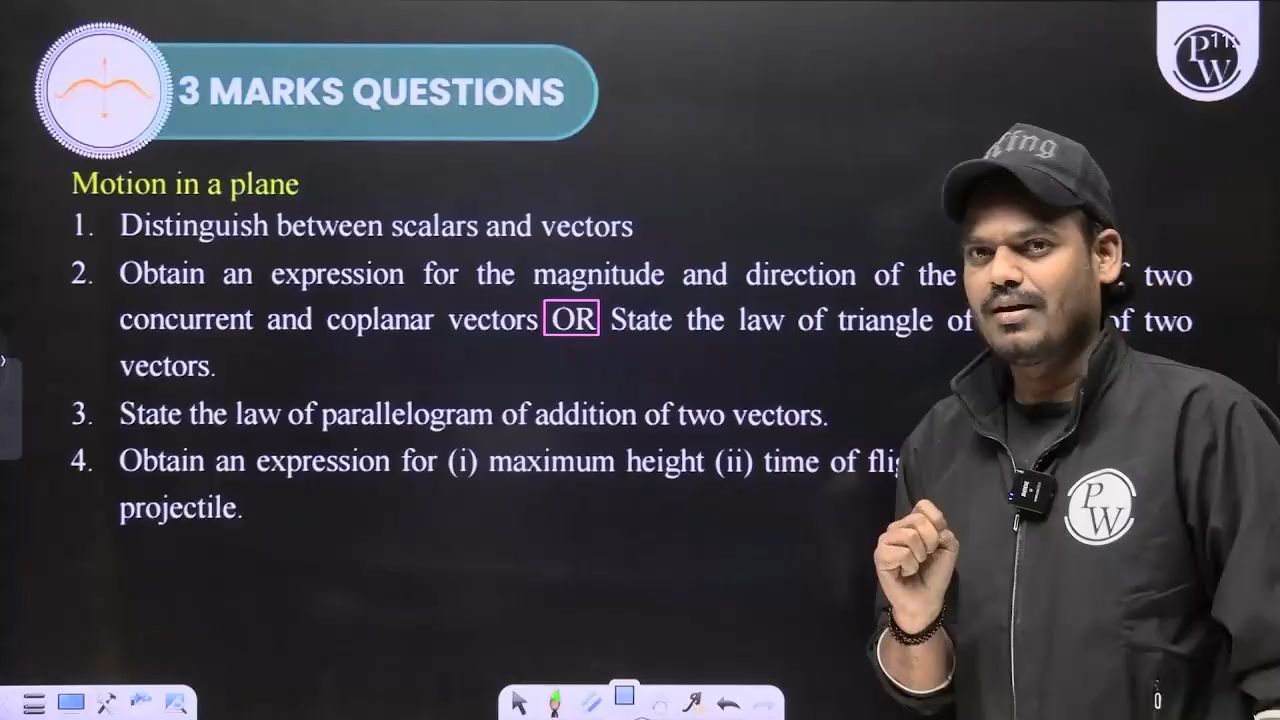 3 MARKS QUESTIONS
PW
11
Motion in a plane
1. Distinguish between scalars and vectors
2. Obtain an expression for the magnitude and direction of the two
concurrent and coplanar vectors OR State the law of triangle of of two
vectors.
3. State the law of parallelogram of addition of two vectors.
4. Obtain an expression for (i) maximum height (ii) time of
projectile.
King
PW